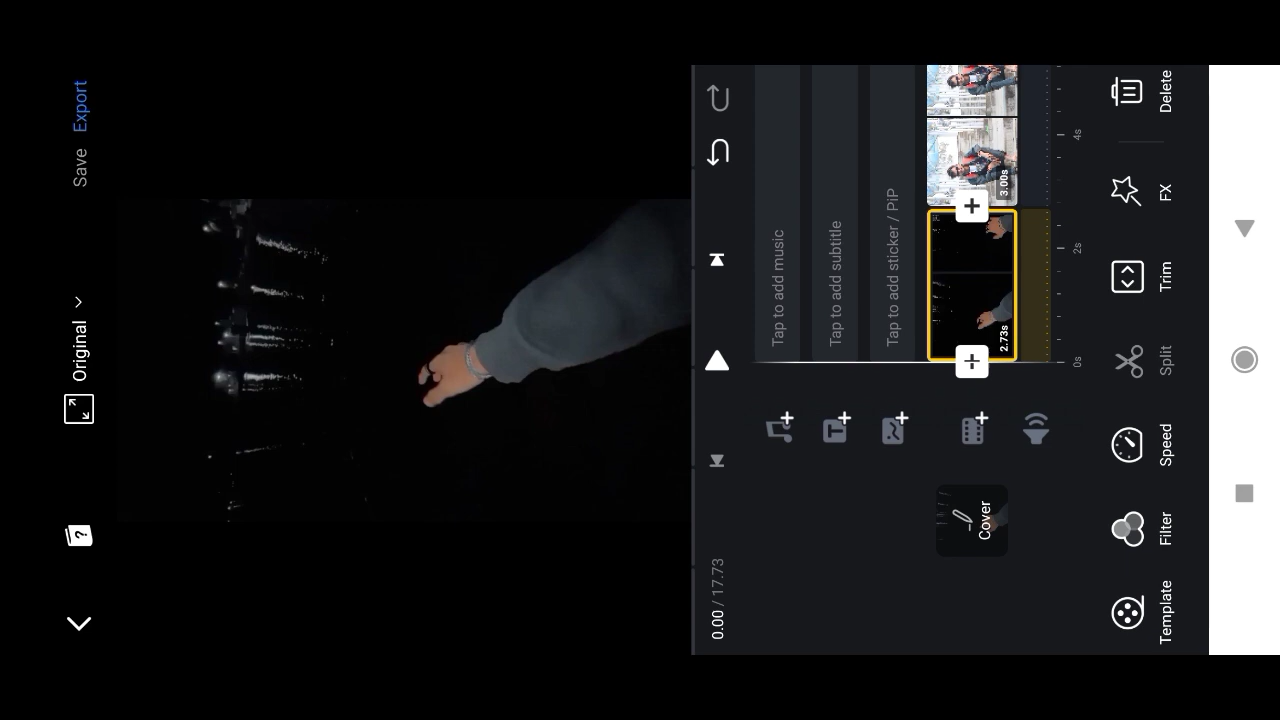 Original
Save
Export
0.00 / 17.73
Tap to add music
Tap to add subtitle
Tap to add sticker / PiP
Cover
2.73s
3.00s
0s
2s
4s
Template
Filter
Speed
Split
Trim
FX
Delete